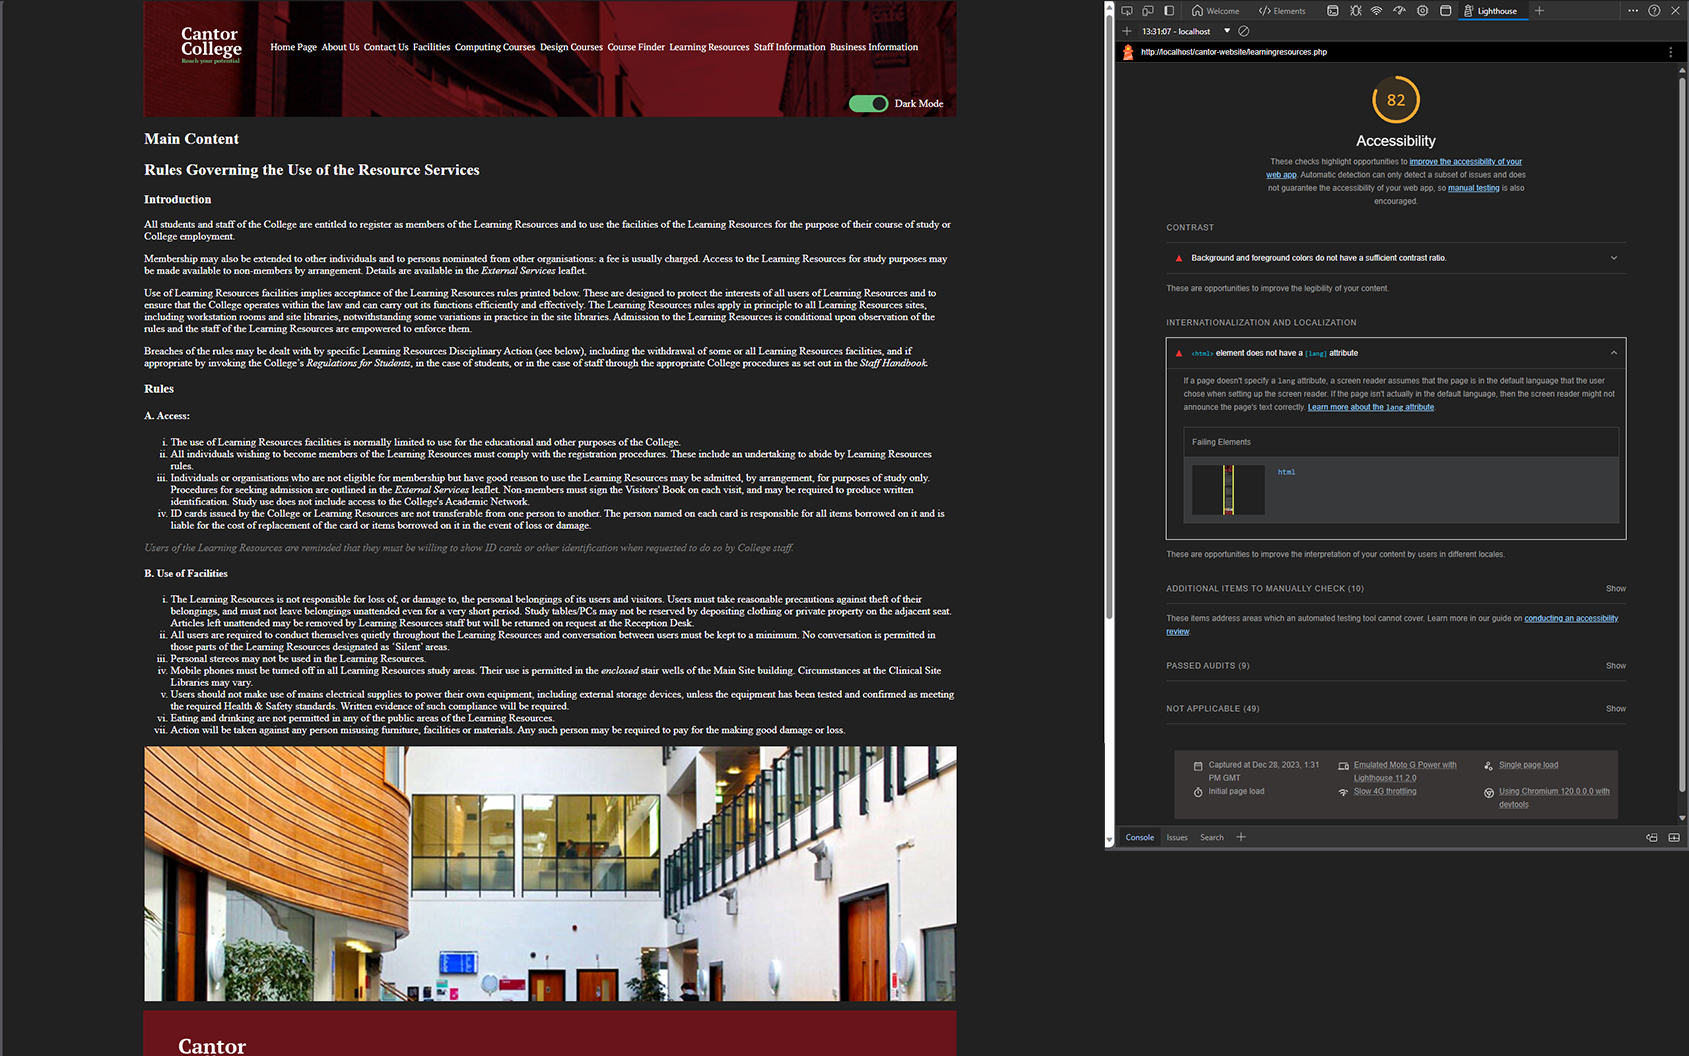 Cantor
College
Reach your potential
Home Page About Us Contact Us Facilities Computing Courses Design Courses Course Finder Learning Resources Staff Information Business Information
Dark Mode
Main Content
Rules Governing the Use of the Resource Services
Introduction
All students and staff of the College are entitled to register as members of the Learning Resources and to use the facilities of the Learning Resources for the purpose of their course of study or
College employment.
Membership may also be extended to other individuals and to persons nominated from other organisations: a fee is usually charged. Access to the Learning Resources for study purposes may
be made available to non-members by arrangement. Details are available in the External Services leaflet.
Use of Learning Resources facilities implies acceptance of the Learning Resources rules printed below. These are designed to protect the interests of all users of Learning Resources and to
ensure that the College operates within the law and can carry out its functions efficiently and effectively. The Learning Resources rules apply in principle to all Learning Resources sites,
including workstation rooms and site libraries, notwithstanding some variations in practice in the site libraries. Admission to the Learning Resources is conditional upon observation of the
rules and the staff of the Learning Resources are empowered to enforce them.
Breaches of the rules may be dealt with by specific Learning Resources Disciplinary Action (see below), including the withdrawal of some or all Learning Resources facilities, and if
appropriate by invoking the College's Regulations for Students, in the case of students, or in the case of staff through the appropriate College procedures as set out in the Staff Handbook.
Rules
A. Access:
i. The use of Learning Resources facilities is normally limited to use for the educational and other purposes of the College.
ii. All individuals wishing to become members of the Learning Resources must comply with the registration procedures. These include an undertaking to abide by Learning Resources
rules.
iii. Individuals or organisations who are not eligible for membership but have good reason to use the Learning Resources may be admitted, by arrangement, for purposes of study only.
Procedures for seeking admission are outlined in the External Services leaflet. Non-members must sign the Visitors' Book on each visit, and may be required to produce written
identification. Study use does not include access to the College's Academic Network.
iv. ID cards issued by the College or Learning Resources are not transferable from one person to another. The person named on each card is responsible for all items borrowed on it and is
liable for the cost of replacement of the card or items borrowed on it in the event of loss or damage.
Users of the Learning Resources are reminded that they must be willing to show ID cards or other identification when requested to do so by College staff.
B. Use of Facilities
i. The Learning Resources is not responsible for loss of, or damage to, the personal belongings of its users and visitors. Users must take reasonable precautions against theft of their
belongings, and must not leave belongings unattended even for a very short period. Study tables/PCs may not be reserved by depositing clothing or private property on the adjacent seat.
Articles left unattended may be removed by Learning Resources staff but will be returned on request at the Reception Desk.
ii. All users are required to conduct themselves quietly throughout the Learning Resources and conversation between users must be kept to a minimum. No conversation is permitted in
those parts of the Learning Resources designated as 'Silent' areas.
iii. Personal stereos may not be used in the Learning Resources.
iv. Mobile phones must be turned off in all Learning Resources study areas. Their use is permitted in the enclosed stair wells of the Main Site building. Circumstances at the Clinical Site
Libraries may vary.
v. Users should not make use of mains electrical supplies to power their own equipment, including external storage devices, unless the equipment has been tested and confirmed as meeting
the required Health & Safety standards. Written evidence of such compliance will be required.
vi. Eating and drinking are not permitted in any of the public areas of the Learning Resources.
vii. Action will be taken against any person misusing furniture, facilities or materials. Any such person may be required to pay for the making good damage or loss.
Cantor
Welcome
Elements
Lighthouse
13:31:07 - localhost
http://localhost/cantor-website/learningresources.php
82
Accessibility
These checks highlight opportunities to improve the accessibility of your
web app. Automatic detection can only detect a subset of issues and does
not guarantee the accessibility of your web app, so manual testing is also
encouraged.
CONTRAST
Background and foreground colors do not have a sufficient contrast ratio.
These are opportunities to improve the legibility of your content.
INTERNATIONALIZATION AND LOCALIZATION
<html> element does not have a [lang] attribute
If a page doesn't specify a lang attribute, a screen reader assumes that the page is in the default language that the user
chose when setting up the screen reader. If the page isn't actually in the default language, then the screen reader might not
announce the page's text correctly. Learn more about the lang attribute.
Failing Elements
html
These are opportunities to improve the interpretation of your content by users in different locales.
ADDITIONAL ITEMS TO MANUALLY CHECK (10)
Show
These items address areas which an automated testing tool cannot cover. Learn more in our guide on conducting an accessibility
review.
PASSED AUDITS (9)
Show
NOT APPLICABLE (49)
Show
Captured at Dec 28, 2023, 1:31
PM GMT
Emulated Moto G Power with
Lighthouse 11.2.0
Single page load
Initial page load
Slow 4G throttling
Using Chromium 120.0.0.0 with
devtools
Console
Issues
Search